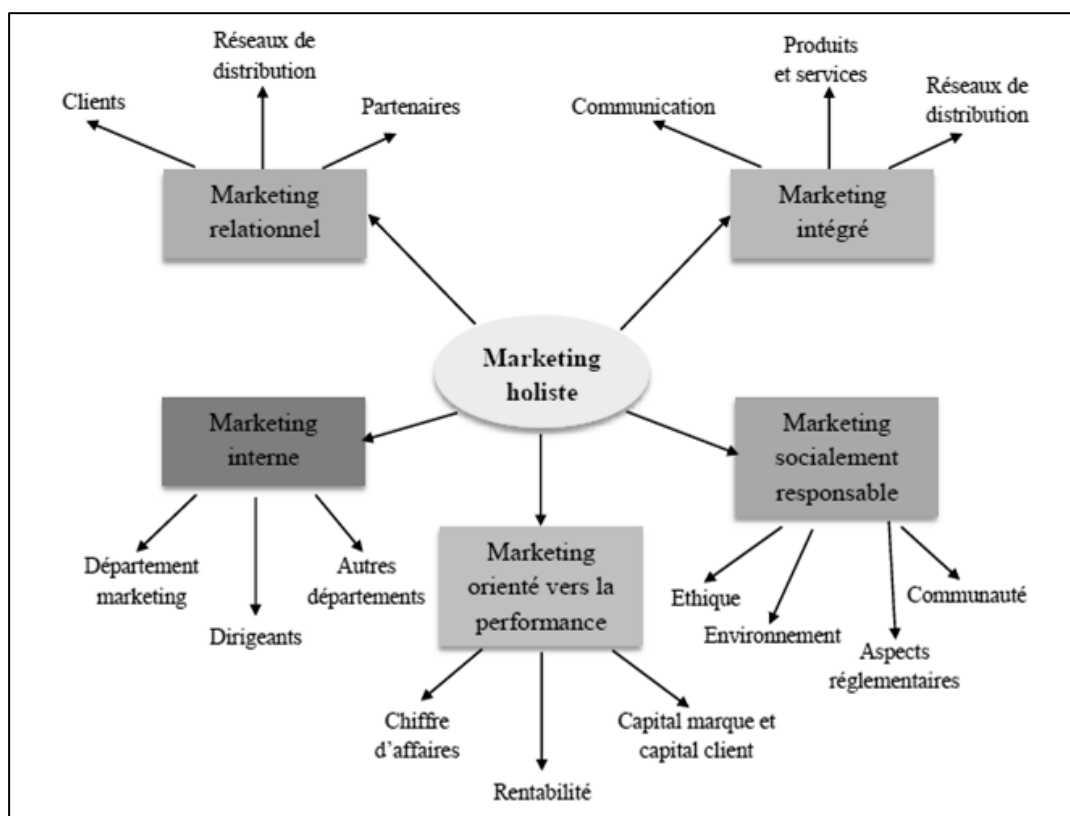 Réseaux de
distribution
Clients
Partenaires
Marketing
relationnel
Produits
et services
Communication
Réseaux de
distribution
Marketing
intégré
Marketing
holiste
Marketing
interne
Département
marketing
Dirigeants
Autres
départements
Marketing
orienté vers la
performance
Chiffre
d’affaires
Rentabilité
Capital marque et
capital client
Marketing
socialement
responsable
Ethique
Environnement
Aspects
réglementaires
Communauté